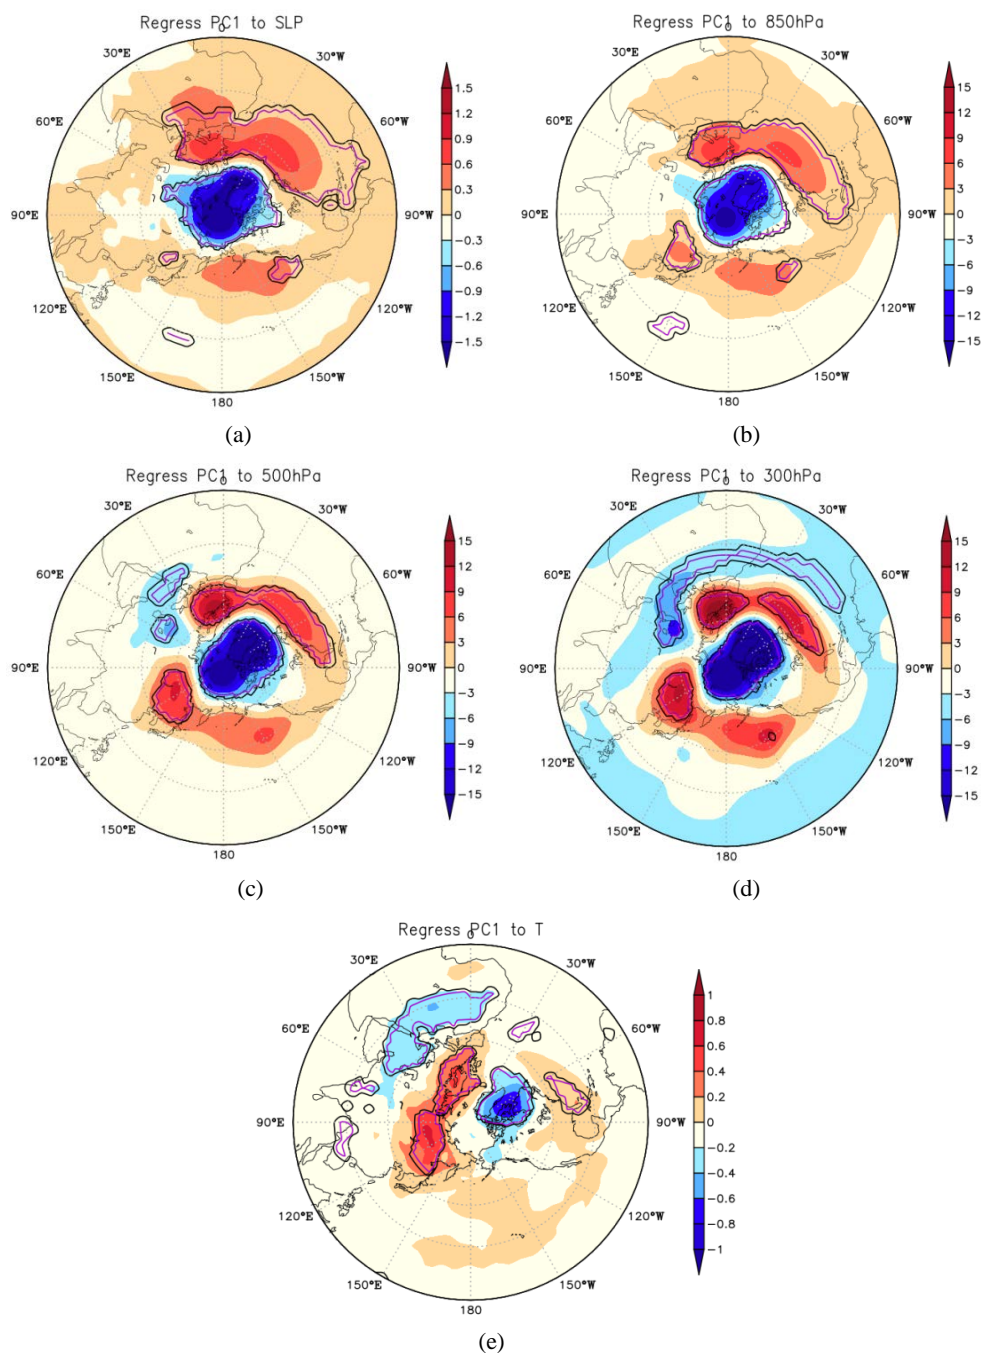 Regress PC1 to SLP
0
30°E
30°W
60°E
60°W
90°E
90°W
120°E
120°W
150°E
150°W
180
1.5
1.2
0.9
0.6
0.3
0
−0.3
−0.6
−0.9
−1.2
−1.5
(a)
Regress PC1 to 850hPa
0
30°E
30°W
60°E
60°W
90°E
90°W
120°E
120°W
150°E
150°W
180
15
12
9
6
3
0
−3
−6
−9
−12
−15
(b)
Regress PC1 to 500hPa
0
30°E
30°W
60°E
60°W
90°E
90°W
120°E
120°W
150°E
150°W
180
15
12
9
6
3
0
−3
−6
−9
−12
−15
(c)
Regress PC1 to 300hPa
0
30°E
30°W
60°E
60°W
90°E
90°W
120°E
120°W
150°E
150°W
180
15
12
9
6
3
0
−3
−6
−9
−12
−15
(d)
Regress PC1 to T
0
30°E
30°W
60°E
60°W
90°E
90°W
120°E
120°W
150°E
150°W
180
1
0.8
0.6
0.4
0.2
0
−0.2
−0.4
−0.6
−0.8
−1
(e)